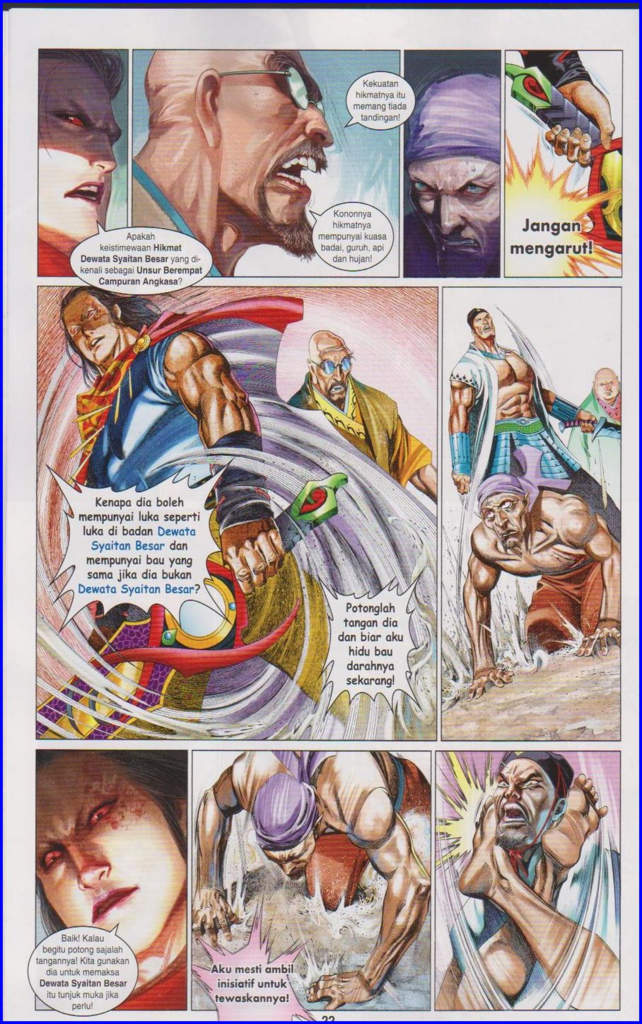 Apakah
keistimewaan Hikmat
Dewata Syaitan Besar yang di-
kenali sebagai Unsur Berempat
Campuran Angkasa?
Kekuatan
hikmatnya itu
memang tiada
tandingan!
Kononnya
hikmatnya
mempunyai kuasa
badai, guruh, api
dan hujan!
Jangan
mengarut!
Kenapa dia boleh
mempunyai luka seperti
luka di badan Dewata
Syaitan Besar dan
mempunyai bau yang
sama jika dia bukan
Dewata Syaitan Besar?
Potonglah
tangan dia
dan biar aku
hidu bau
darahnya
sekarang!
Baik! Kalau
begitu potong sajalah
tangannya! Kita gunakan
dia untuk memaksa
Dewata Syaitan Besar
itu tunjuk muka jika
perlu!
Aku mesti ambil
inisiatif untuk
tewaskannya!
22